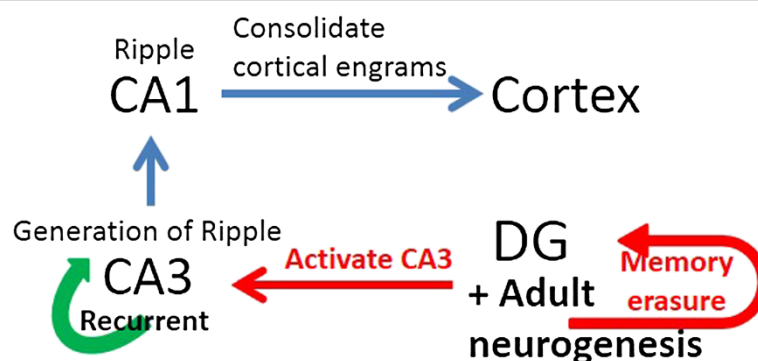 Ripple
CA1
Consolidate
cortical engrams
Cortex
Generation of Ripple
CA3
Recurrent
Activate CA3
DG
+ Adult
neurogenesis
Memory
erasure